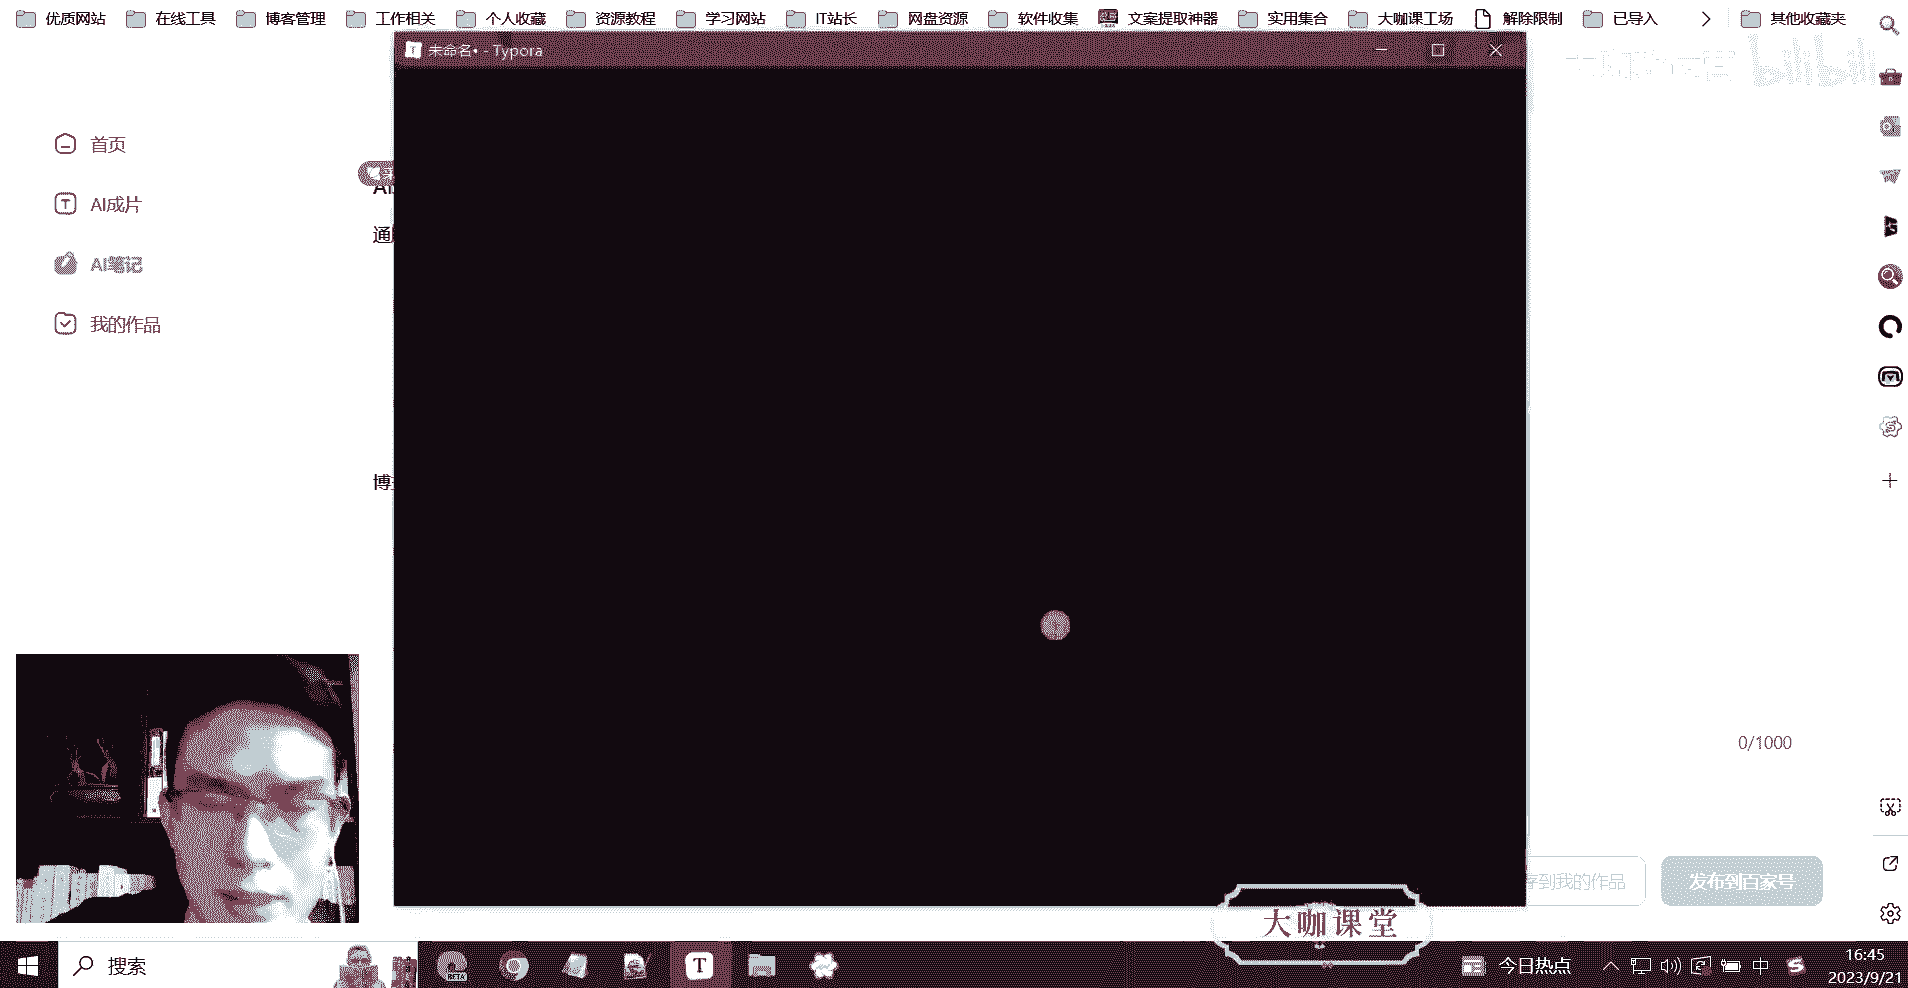 优质网站 在线工具 博客管理 工作相关 个人收藏 资源教程 学习网站 IT站长 网盘资源 软件收集 文案提取神器 实用集合 大咖课工场 解除限制 已导入 其他收藏夹
未命名• - Typora
bilibili
首页
AI成片
通
AI笔记
我的作品
博
0/1000
存到我的作品
发布到百家号
大咖课堂
搜索
BETA
T
今日热点
中
16:45
2023/9/21